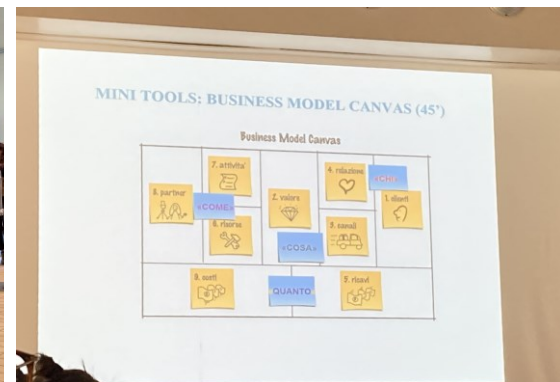 MINI TOOLS: BUSINESS MODEL CANVAS (45')
Business Model Canvas
7. attivita'
4. relazione
«CHI»
8. partner
«COME»
2. valore
1. clienti
6. risorse
«COSA»
3. canali
9. costi
QUANTO
5. ricavi